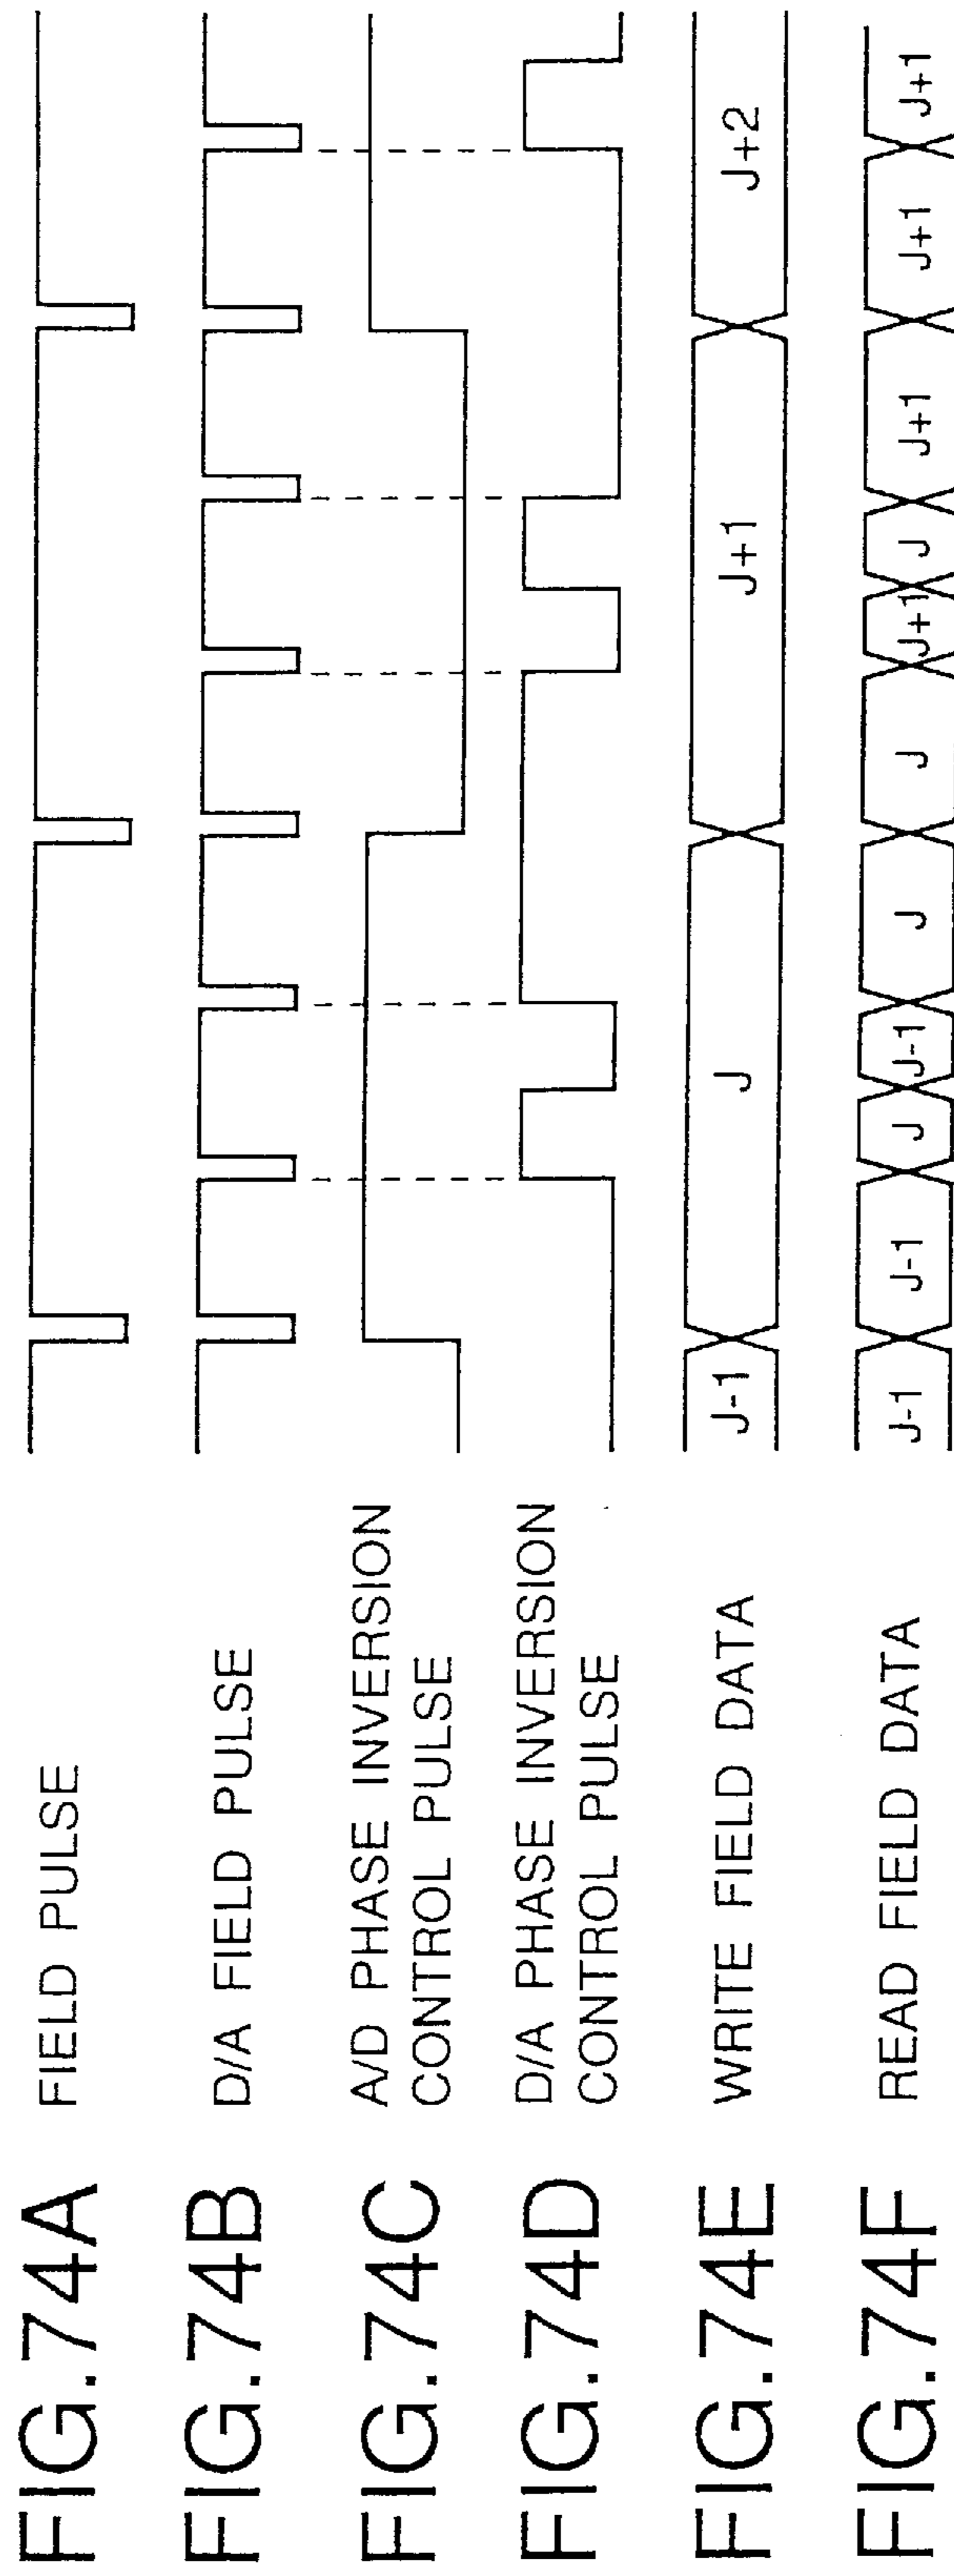 FIG.74A FIELD PULSE
FIG.74B D/A FIELD PULSE
FIG.74C A/D PHASE INVERSION
CONTROL PULSE
FIG.74D D/A PHASE INVERSION
CONTROL PULSE
FIG.74E WRITE FIELD DATA J-1 J J+1 J+2
FIG.74F READ FIELD DATA J-1 J-1 J J-1 J J J+1 J J+1 J+1 J+1